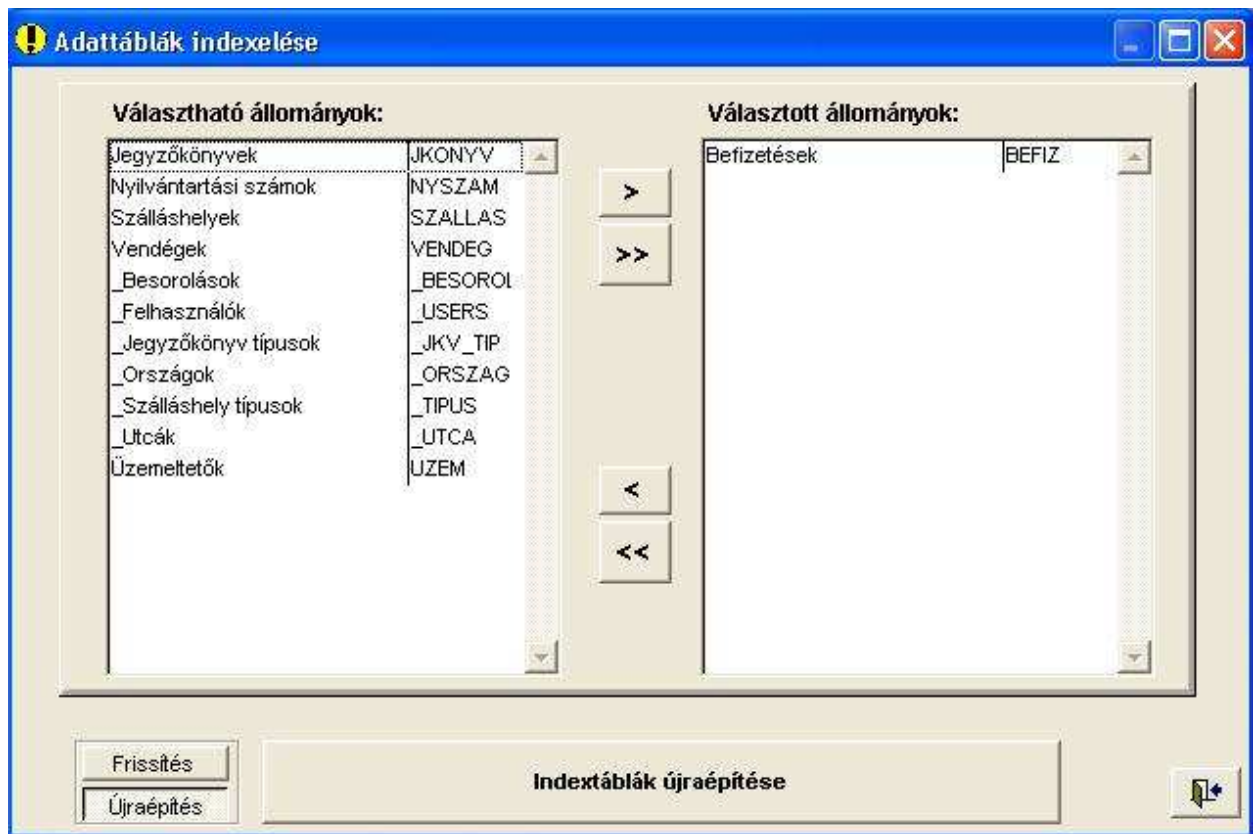 Adattáblák indexelése
Választható állományok:
Jegyzőkönyvek JKONYV
Nyilvántartási számok NYSZAM
Szálláshelyek SZALLAS
Vendégek VENDEG
_Besorolások _BESOROL
_Felhasználók _USERS
_Jegyzőkönyv típusok _JKV_TIP
_Országok _ORSZAG
_Szálláshely típusok _TIPUS
_Utcák _UTCA
Üzemeltetők UZEM
>
>>
<
<<
Választott állományok:
Befizetések BEFIZ
Frissítés
Újraépítés
Indextáblák újraépítése